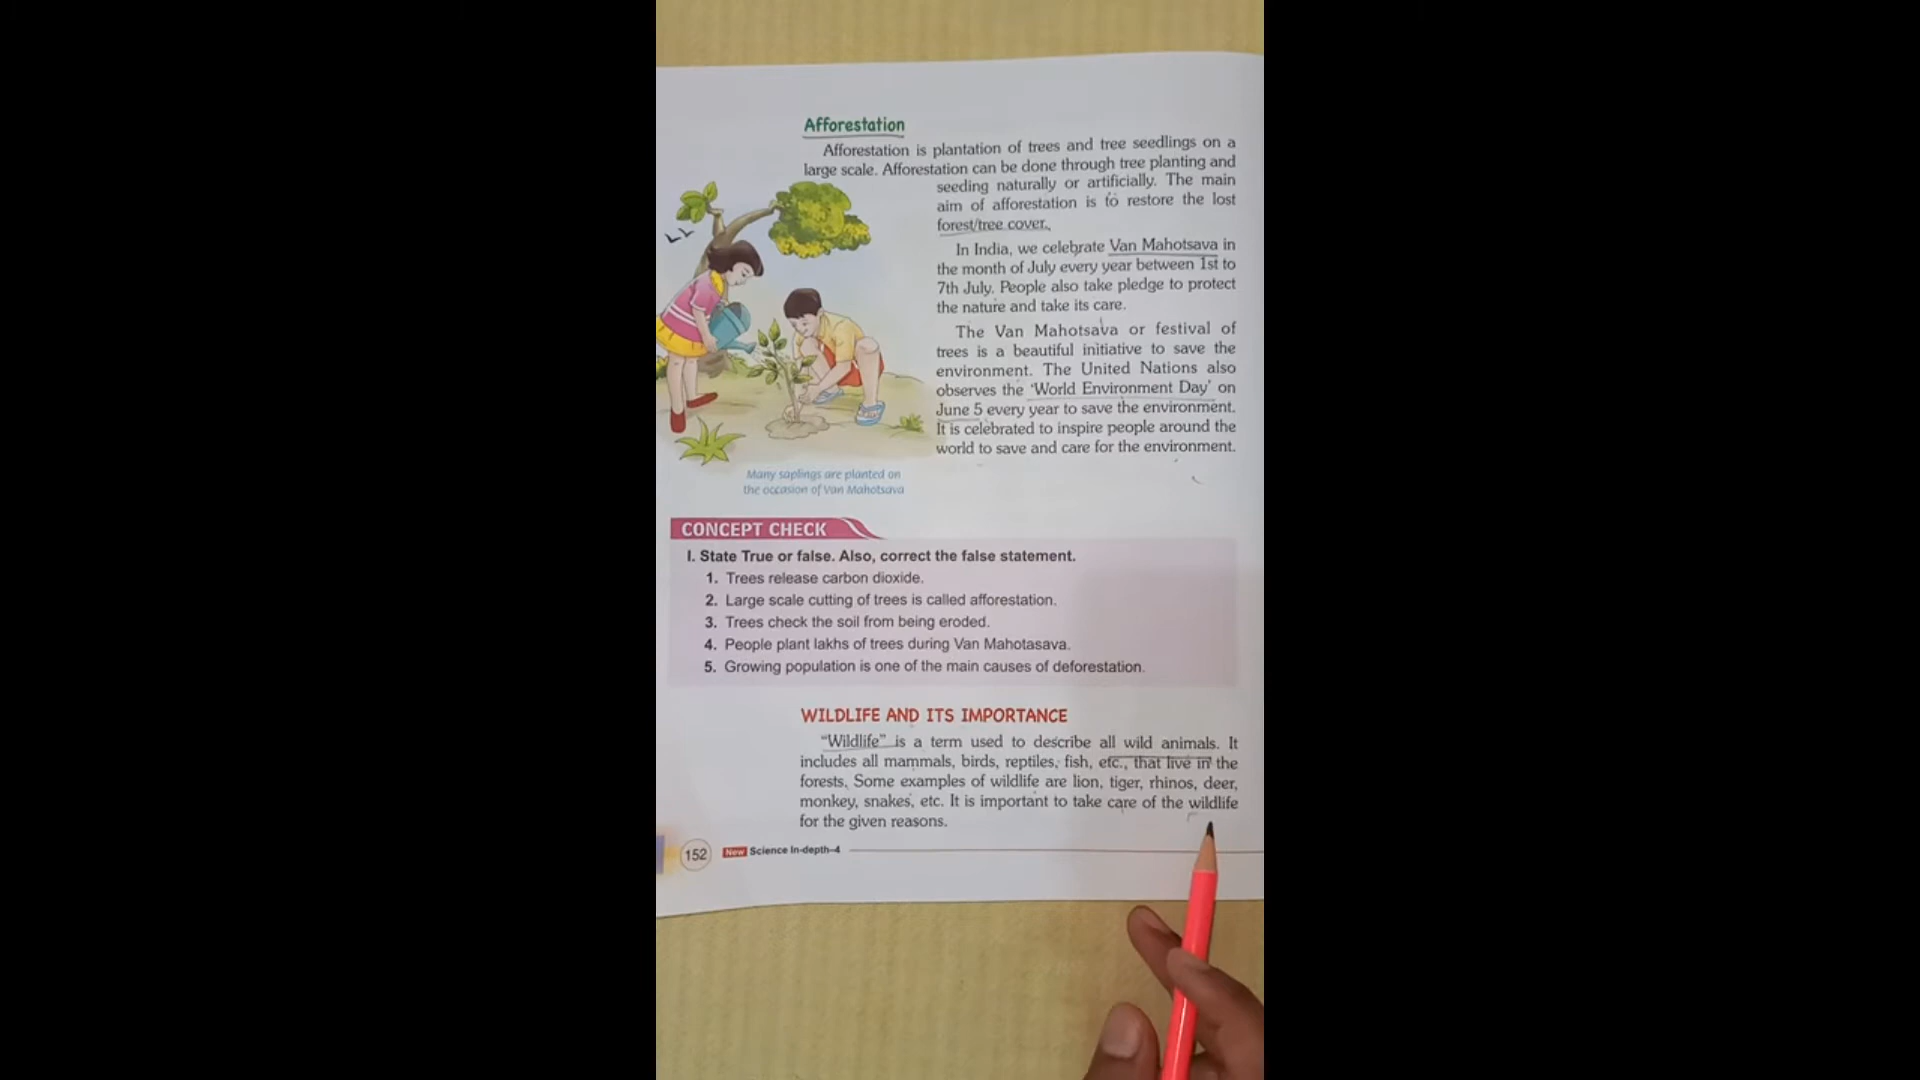 Afforestation
Afforestation is plantation of trees and tree seedlings on a
large scale. Afforestation can be done through tree planting and
seeding naturally or artificially. The main
aim of afforestation is to restore the lost
forest/tree cover.
In India, we celebrate Van Mahotsava in
the month of July every year between 1st to
7th July. People also take pledge to protect
the nature and take its care.
The Van Mahotsava or festival of
trees is a beautiful initiative to save the
environment. The United Nations also
observes the ‘World Environment Day’ on
June 5 every year to save the environment.
It is celebrated to inspire people around the
world to save and care for the environment.
Many saplings are planted on
the occasion of Van Mahotsava
CONCEPT CHECK
I. State True or false. Also, correct the false statement.
1. Trees release carbon dioxide.
2. Large scale cutting of trees is called afforestation.
3. Trees check the soil from being eroded.
4. People plant lakhs of trees during Van Mahotasava.
5. Growing population is one of the main causes of deforestation.
WILDLIFE AND ITS IMPORTANCE
“Wildlife” is a term used to describe all wild animals. It
includes all mammals, birds, reptiles, fish, etc., that live in the
forests. Some examples of wildlife are lion, tiger, rhinos, deer,
monkey, snakes, etc. It is important to take care of the wildlife
for the given reasons.
152 New Science In-depth-4